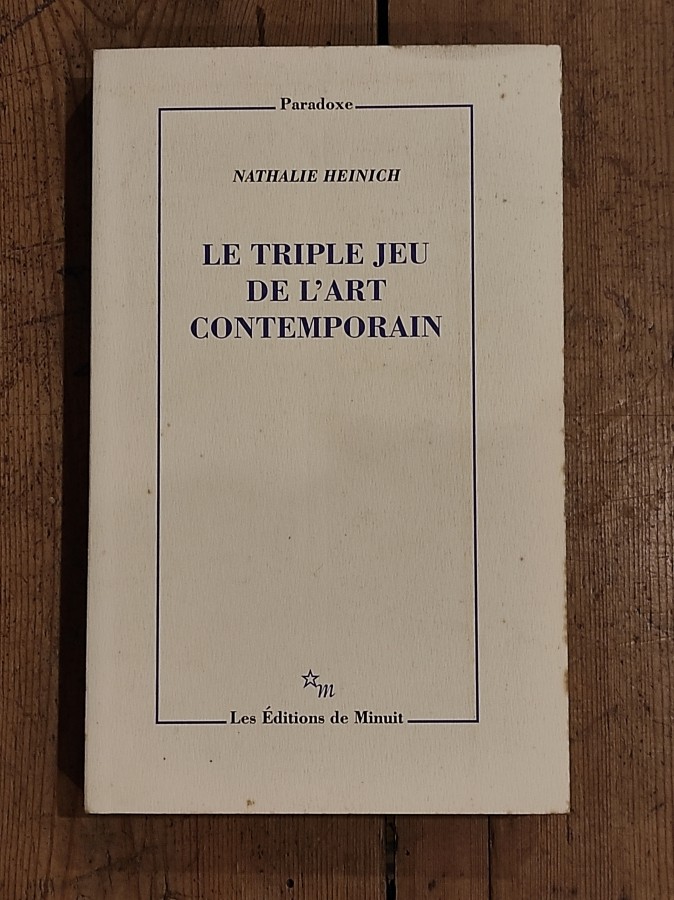 Paradoxe
NATHALIE HEINICH
LE TRIPLE JEU
DE L’ART
CONTEMPORAIN
m
Les Éditions de Minuit